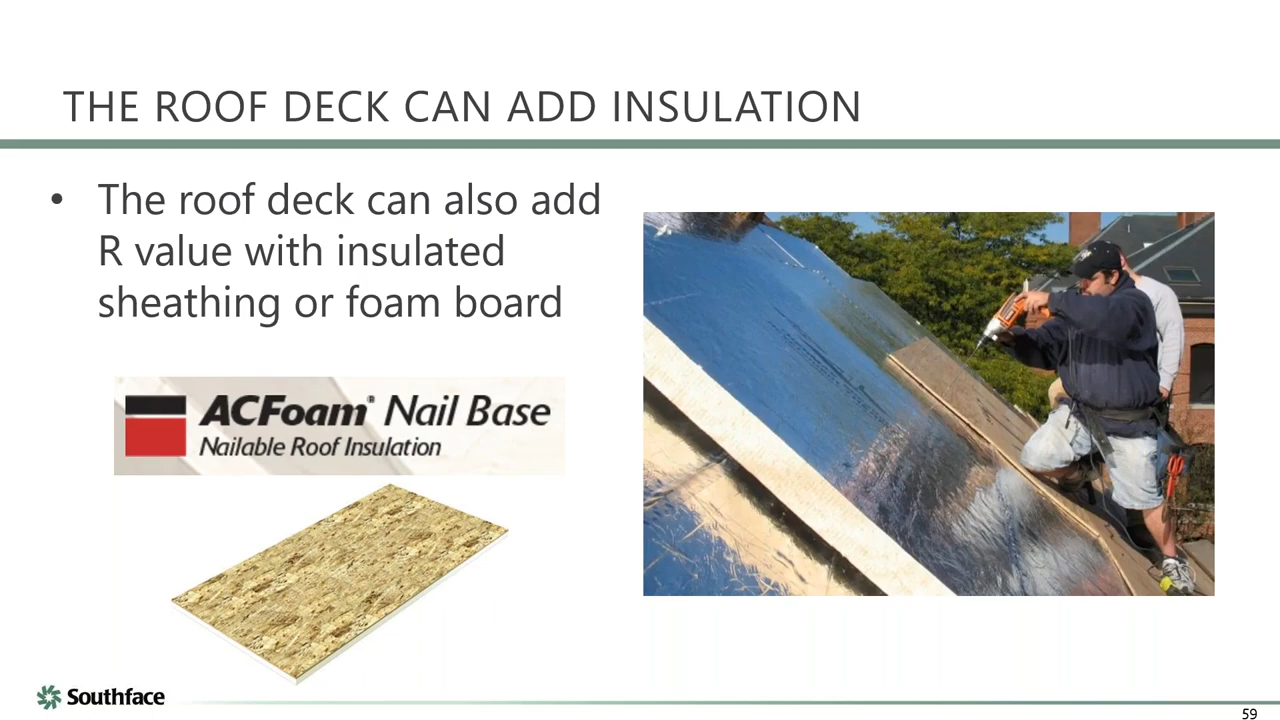 THE ROOF DECK CAN ADD INSULATION
• The roof deck can also add
R value with insulated
sheathing or foam board
ACFoam® Nail Base
Nailable Roof Insulation
Southface
59